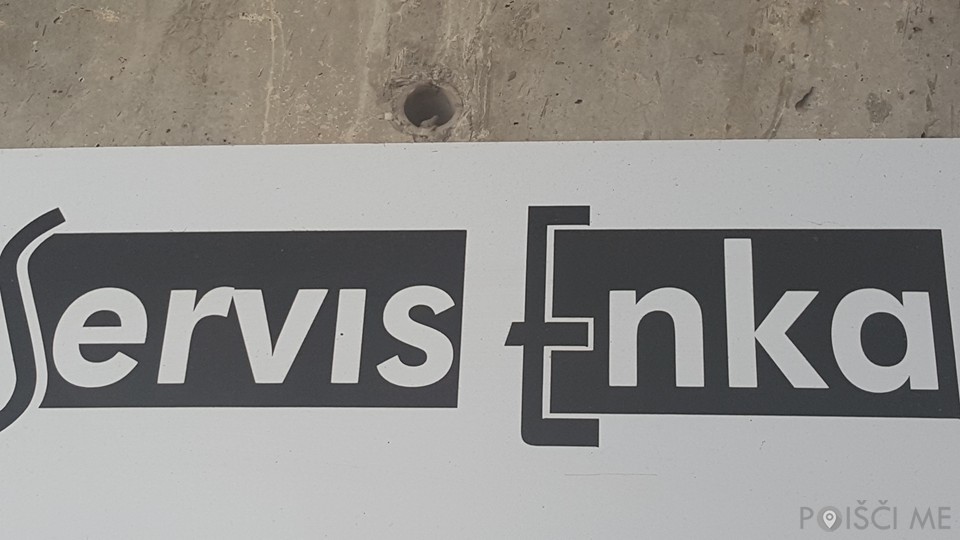 Servis Enka
POIŠČI ME